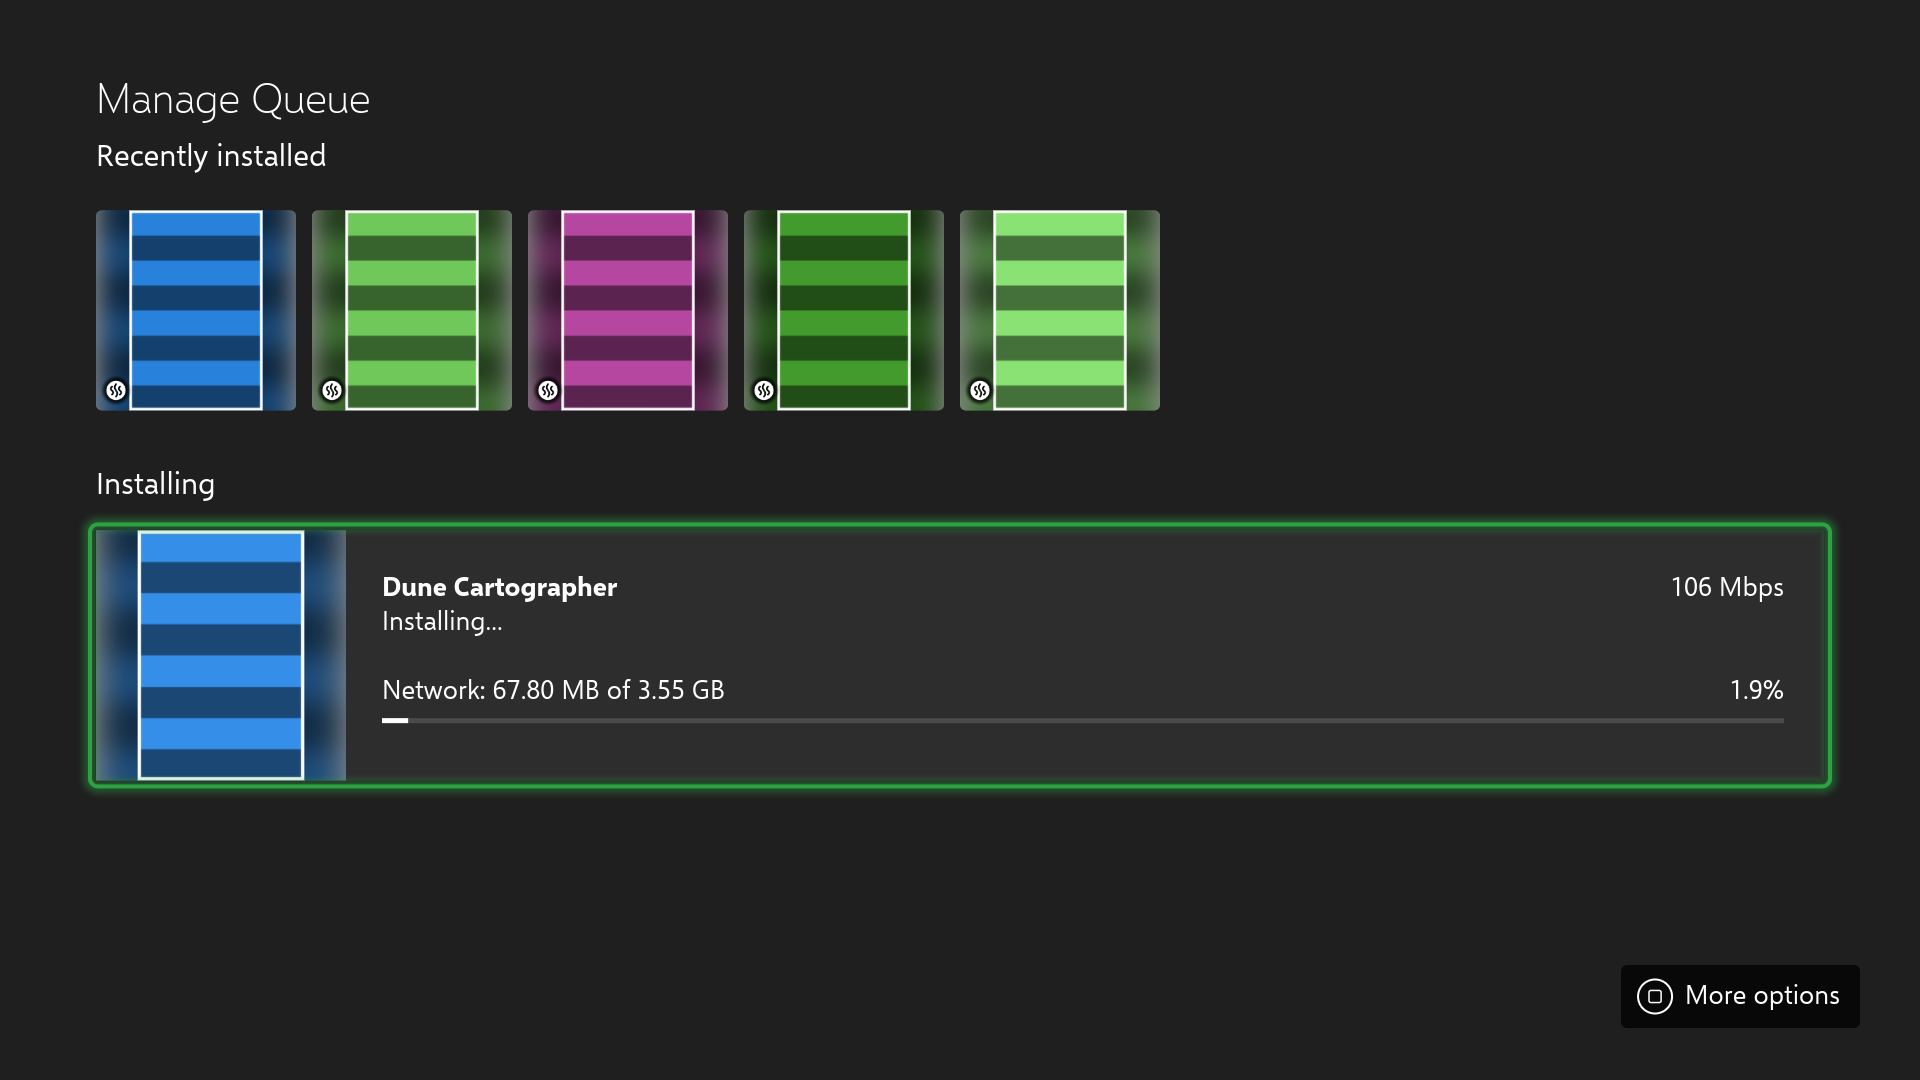 Manage Queue
Recently installed
Installing
Dune Cartographer
106 Mbps
Installing...
Network: 67.80 MB of 3.55 GB
1.9%
More options